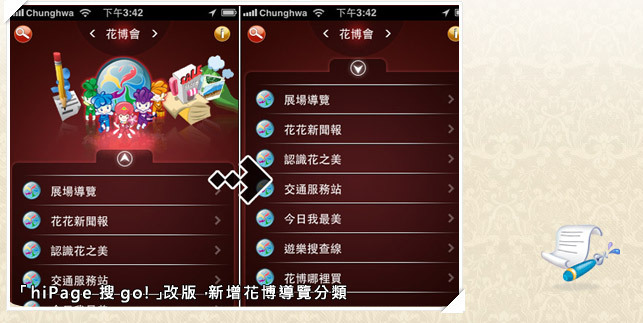 Chunghwa 下午3:42
花博會
展場導覽
花花新聞報
認識花之美
交通服務站
Chunghwa 下午3:42
花博會
展場導覽
花花新聞報
認識花之美
交通服務站
今日我最美
遊樂搜查線
花博哪裡買
「hiPage 搜 go!」改版，新增花博導覽分類